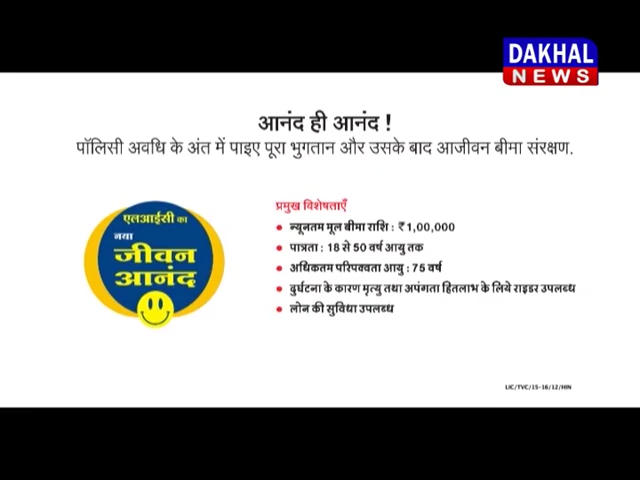 DAKHAL
NEWS
आनंद ही आनंद !
पॉलिसी अवधि के अंत में पाइए पूरा भुगतान और उसके बाद आजीवन बीमा संरक्षण.
एलआईसी का
नया
जीवन
आनंद
प्रमुख विशेषताएँ
न्यूनतम मूल बीमा राशि : ₹1,00,000
पात्रता : 18 से 50 वर्ष आयु तक
अधिकतम परिपक्वता आयु : 75 वर्ष
दुर्घटना के कारण मृत्यु तथा अपंगता हितलाभ के लिये राइडर उपलब्ध
लोन की सुविधा उपलब्ध
LIC/TVC/15-16/12/HIN